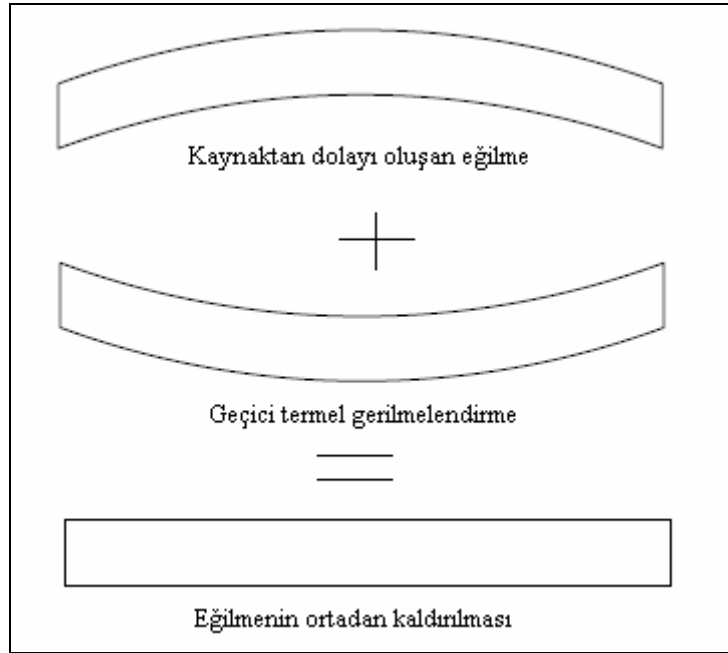 Kaynaktan dolayı oluşan eğilme
Geçici termel gerilmelendirme
Eğilmenin ortadan kaldırılması